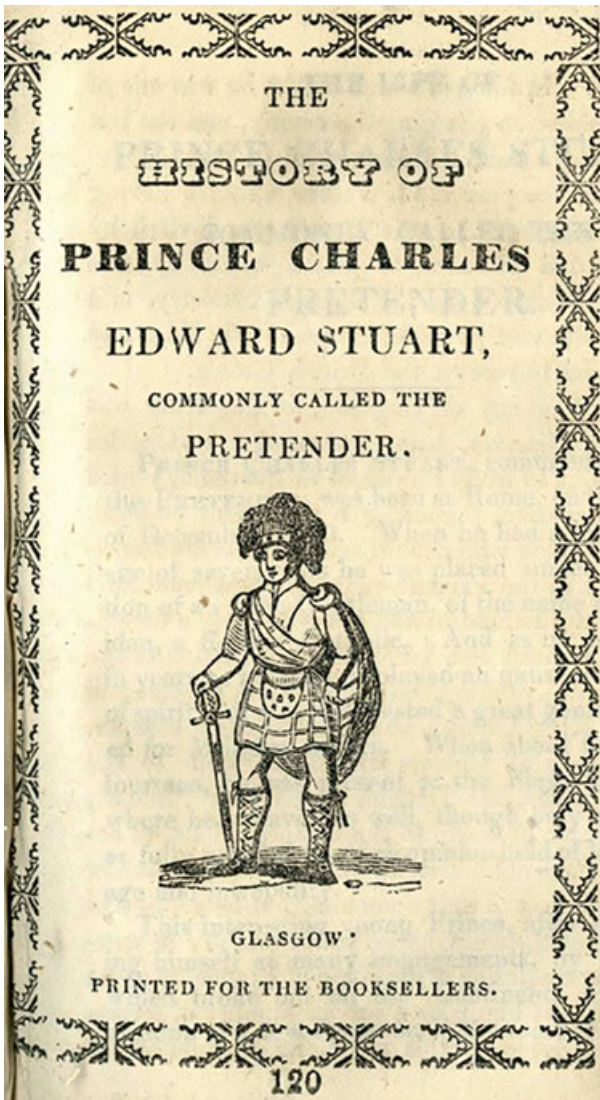 THE
HISTORY OF
PRINCE CHARLES
EDWARD STUART,
COMMONLY CALLED THE
PRETENDER.
GLASGOW,
PRINTED FOR THE BOOKSELLERS.
120